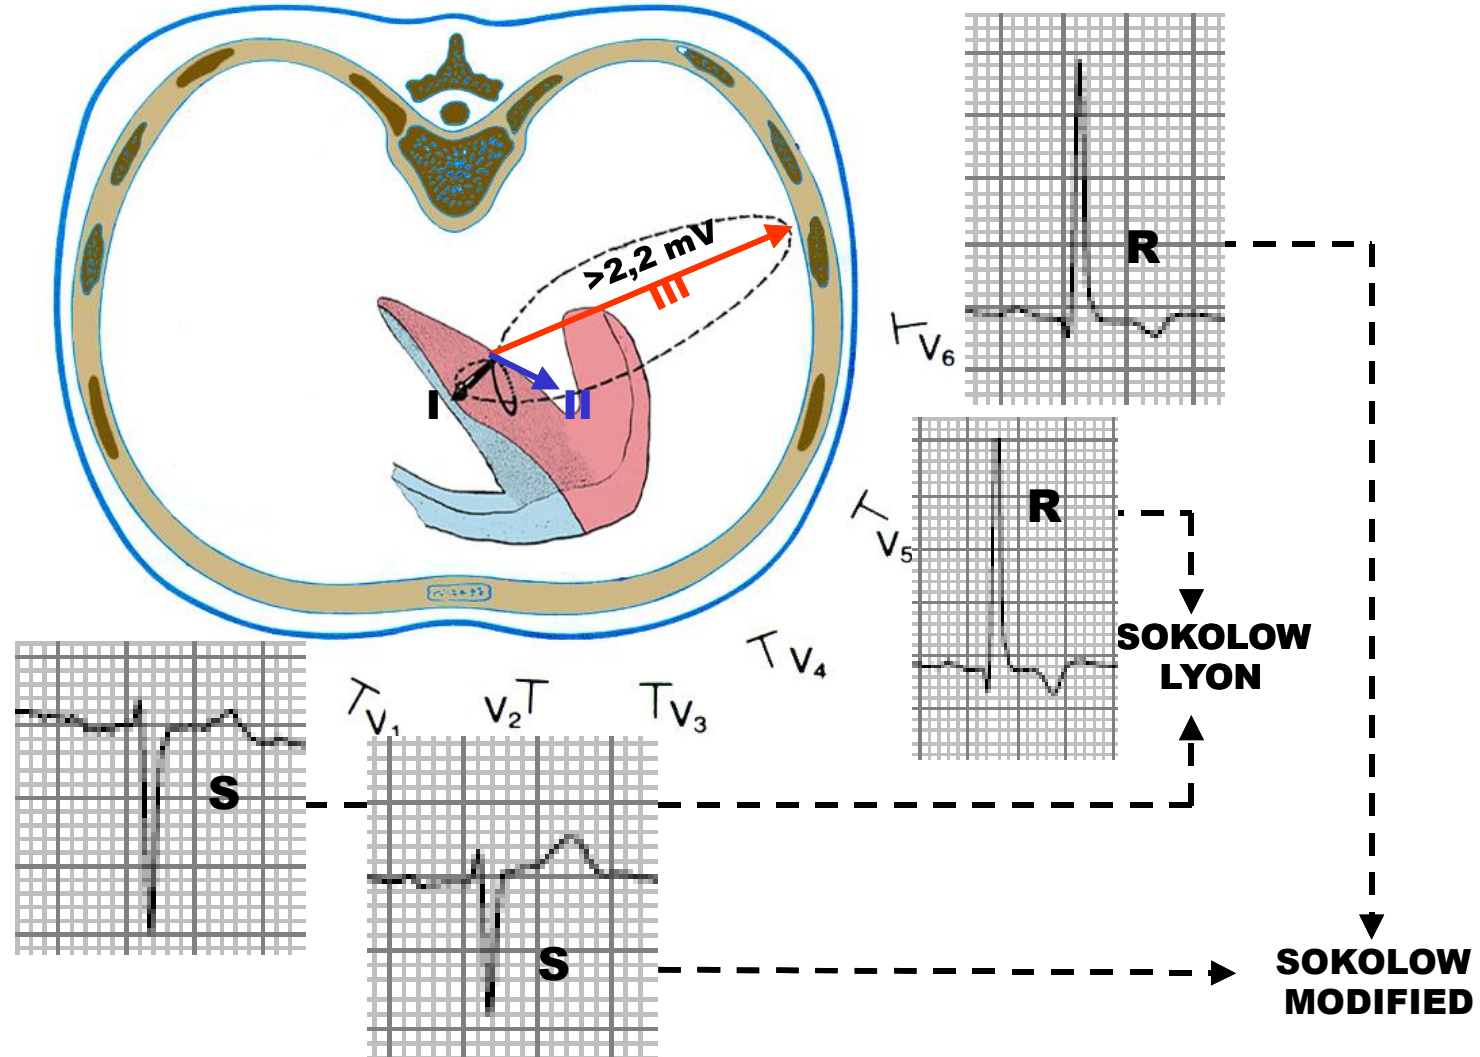 >2,2 mV
III
I
II
V6
R
V5
R
SOKOLOW
LYON
V4
V1
V2
V3
S
S
SOKOLOW
MODIFIED